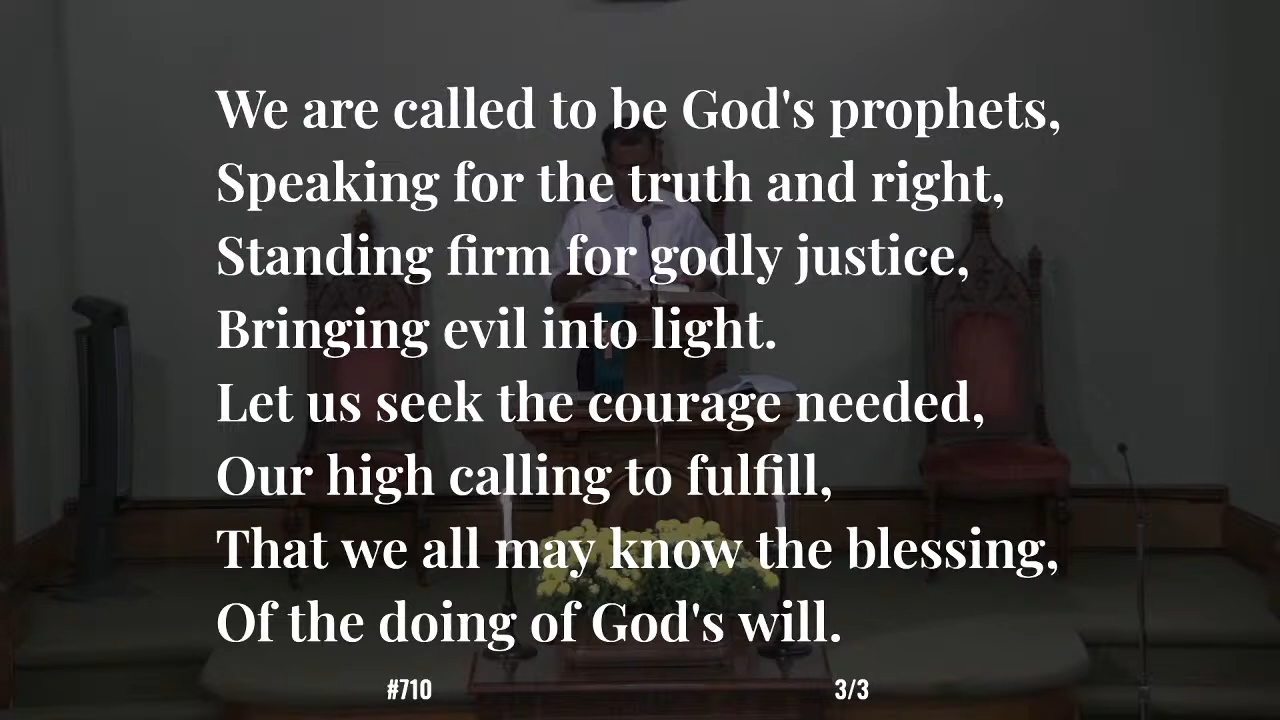 We are called to be God's prophets,
Speaking for the truth and right,
Standing firm for godly justice,
Bringing evil into light.
Let us seek the courage needed,
Our high calling to fulfill,
That we all may know the blessing,
Of the doing of God's will.
#710 3/3